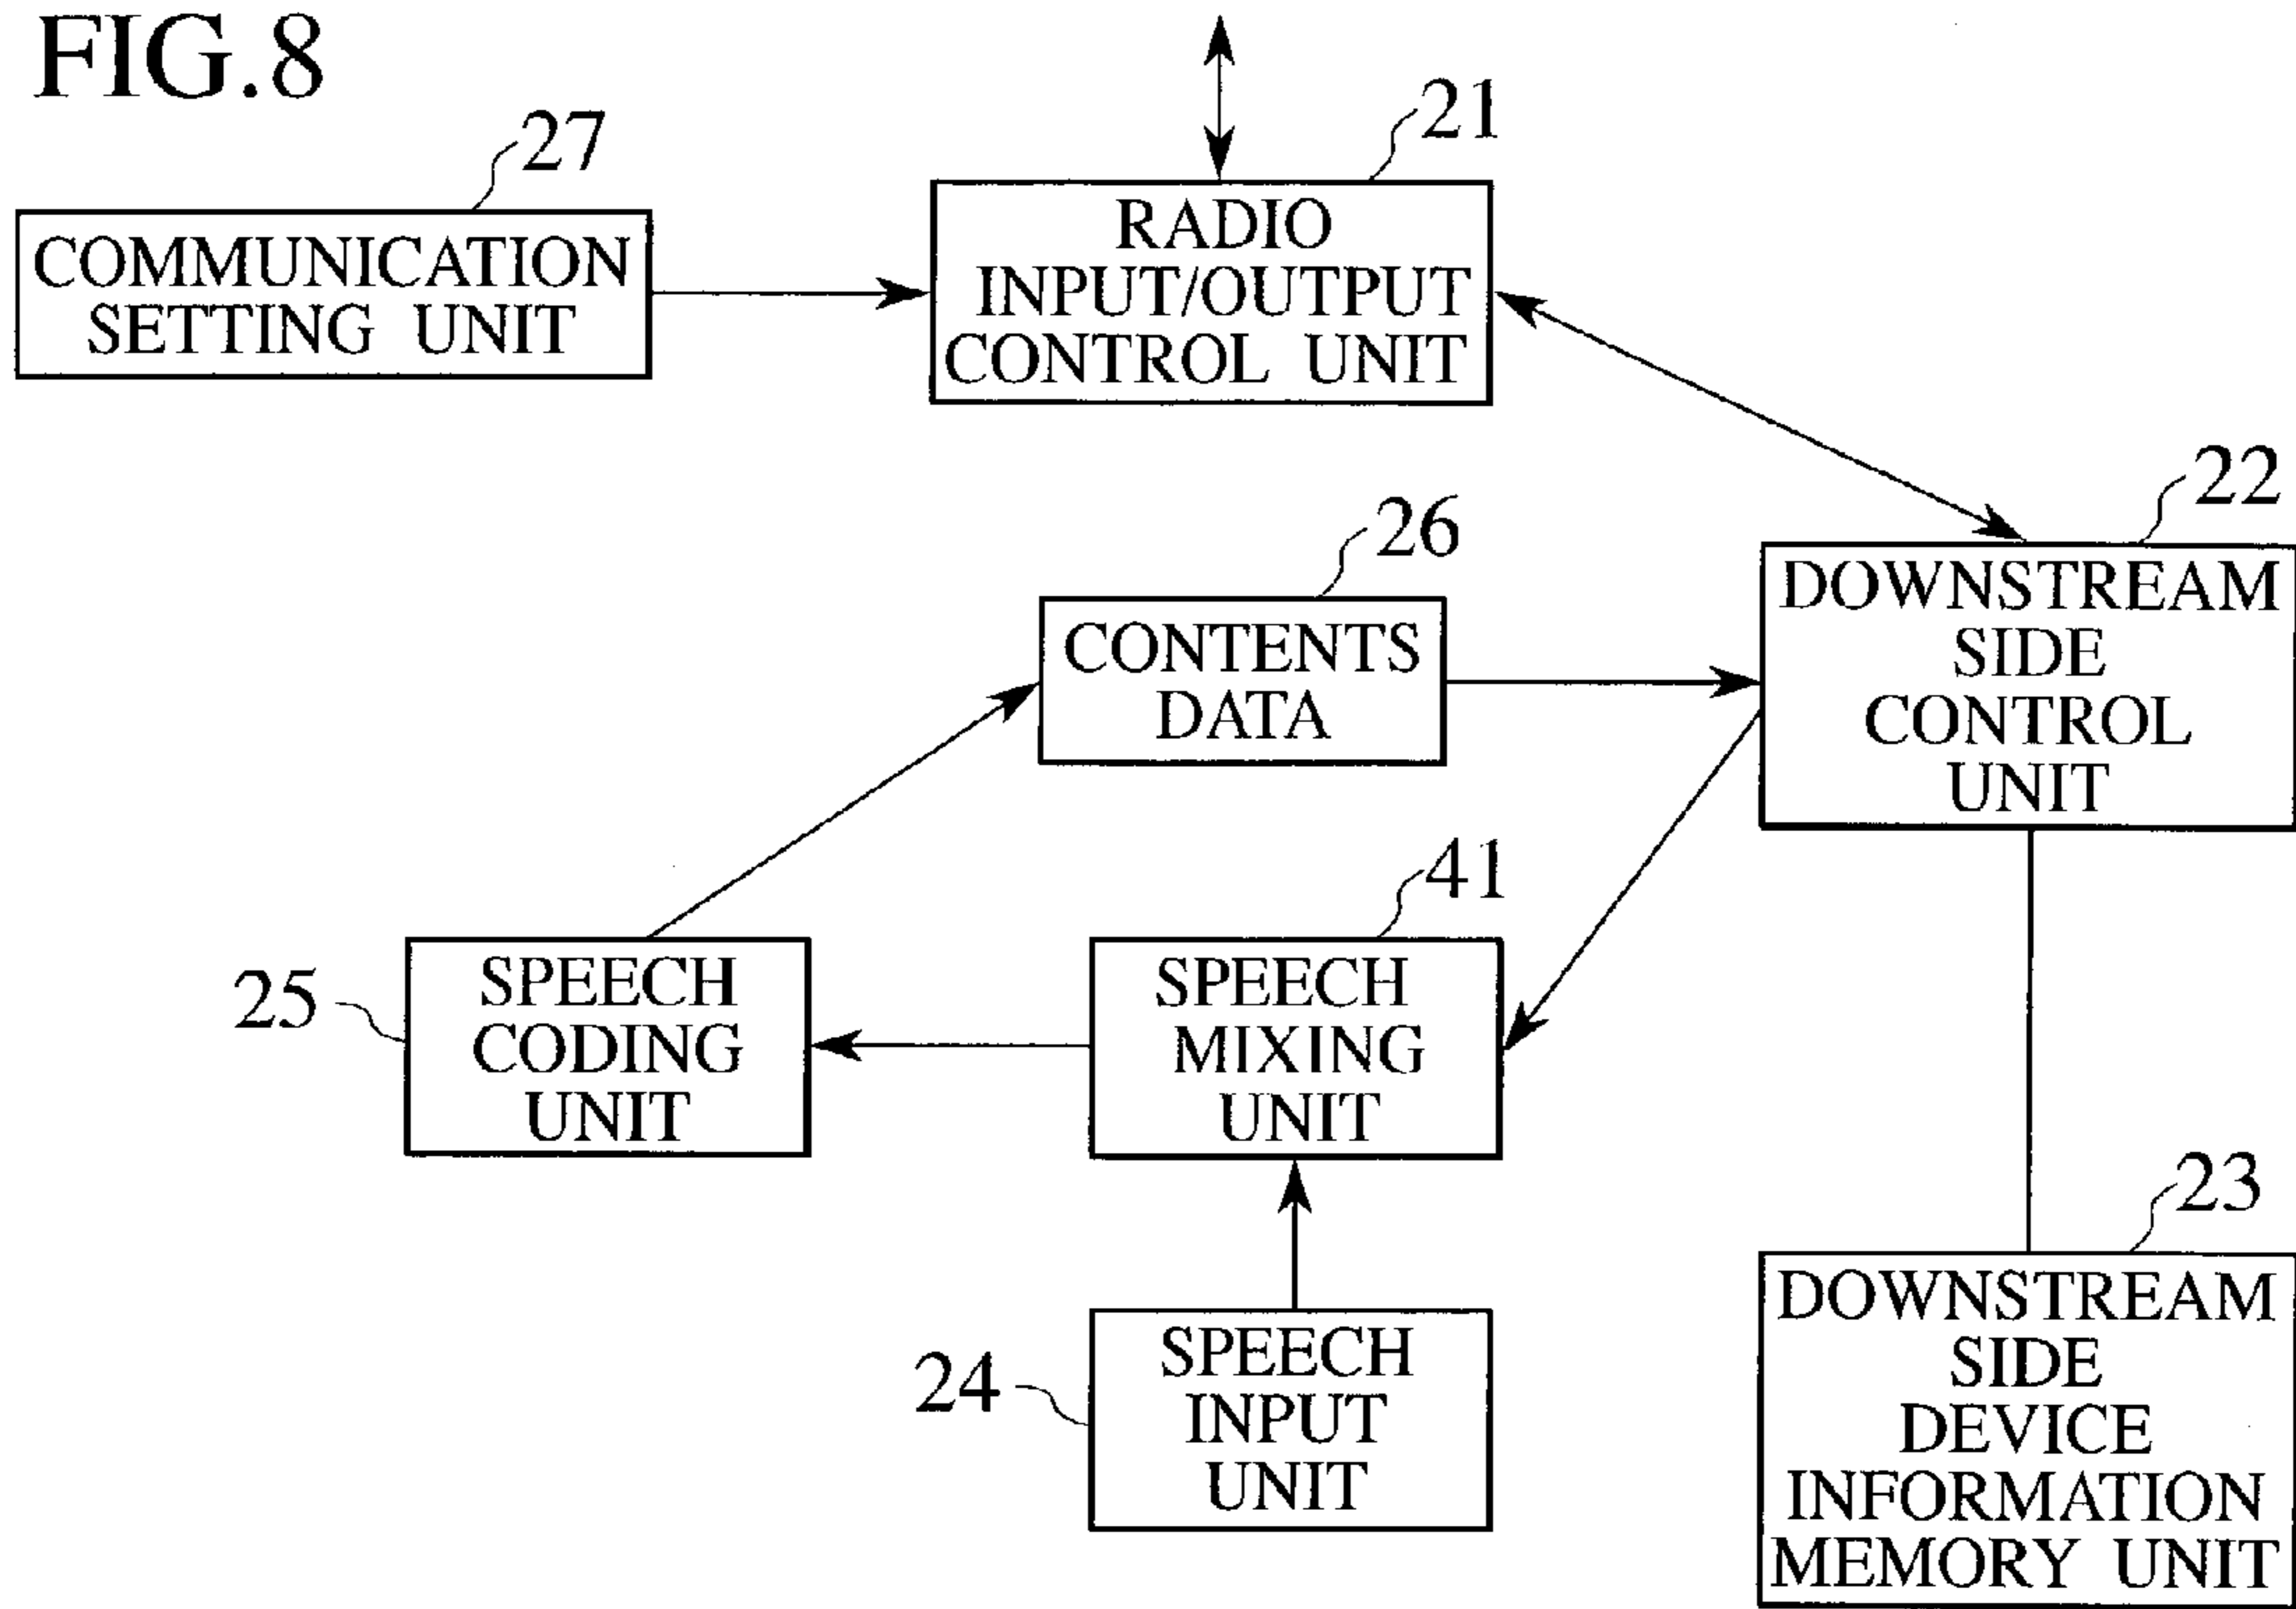 FIG.8
27
21
COMMUNICATION
SETTING UNIT
RADIO
INPUT/OUTPUT
CONTROL UNIT
22
26
DOWNSTREAM
SIDE
CONTROL
UNIT
CONTENTS
DATA
41
25
SPEECH
CODING
UNIT
SPEECH
MIXING
UNIT
23
24
SPEECH
INPUT
UNIT
DOWNSTREAM
SIDE
DEVICE
INFORMATION
MEMORY UNIT